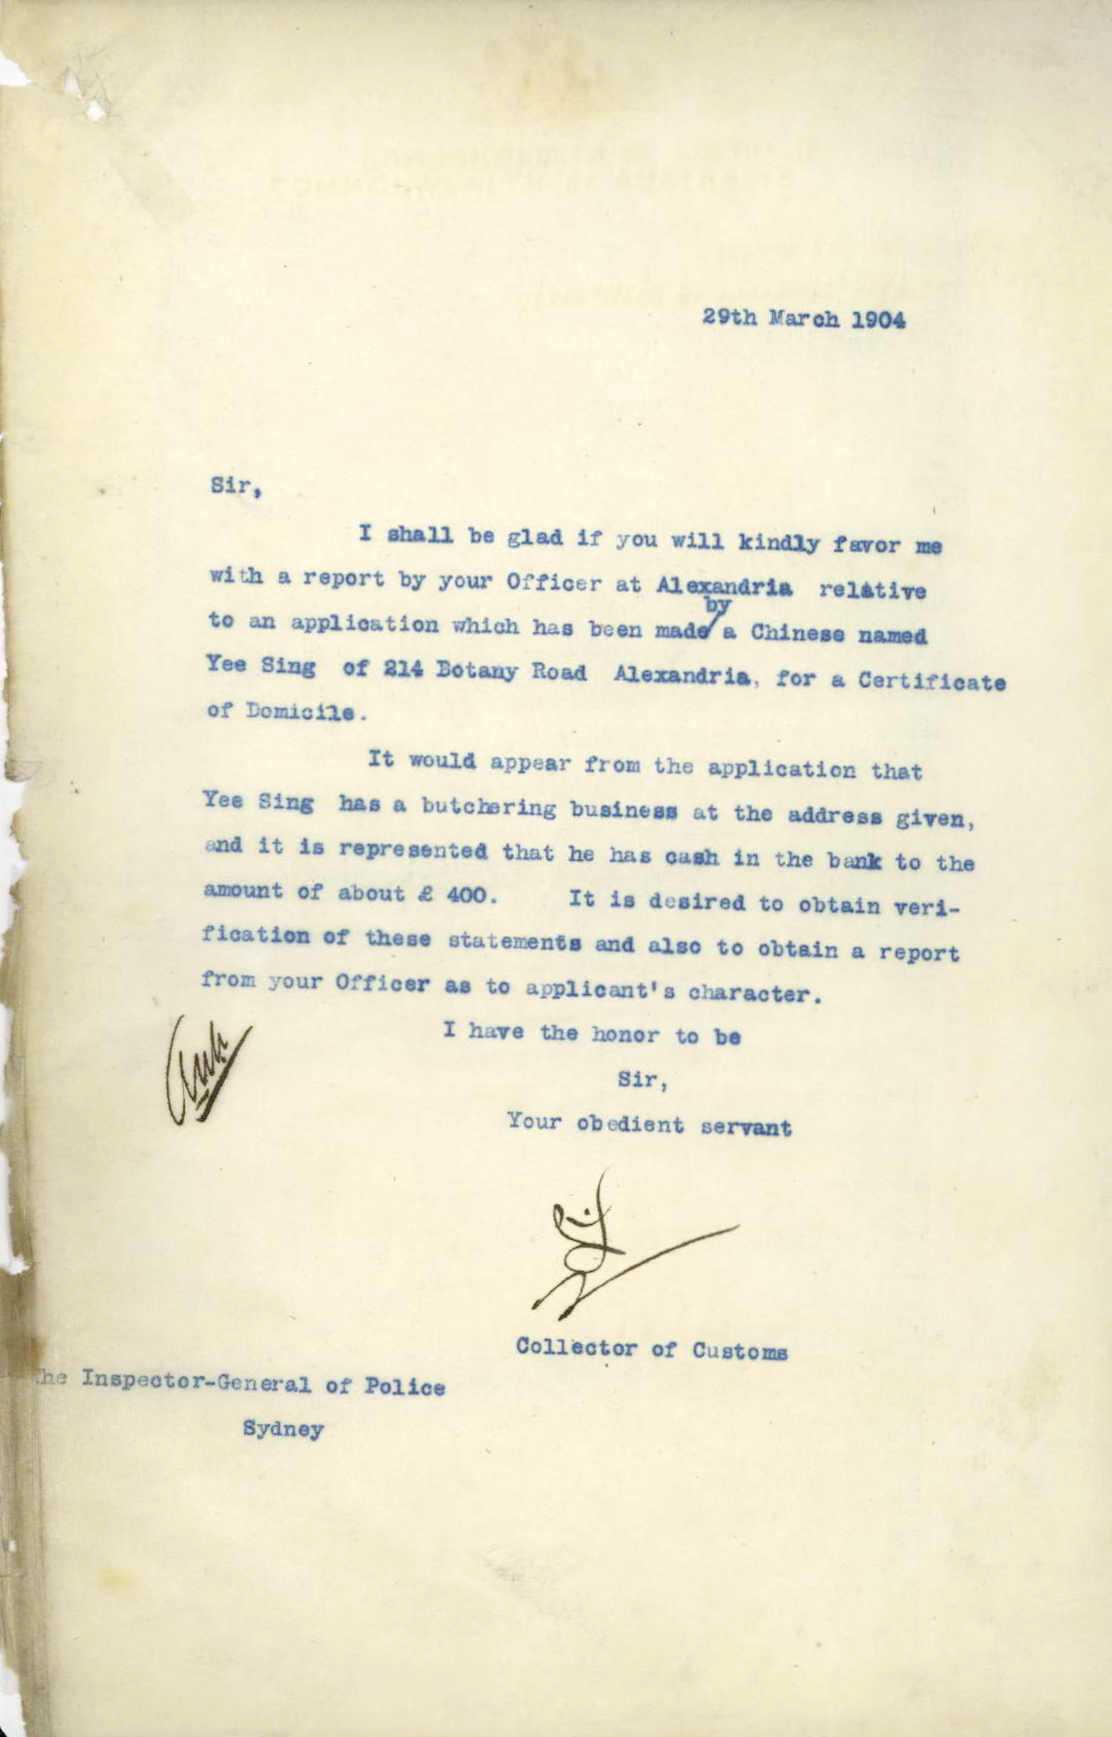 29th March 1904
Sir,
I shall be glad if you will kindly favor me
with a report by your Officer at Alexandria relative
by
to an application which has been made a Chinese named
Yee Sing of 214 Botany Road Alexandria, for a Certificate
of Domicile.
It would appear from the application that
Yee Sing has a butchering business at the address given,
and it is represented that he has cash in the bank to the
amount of about £ 400. It is desired to obtain veri-
fication of these statements and also to obtain a report
from your Officer as to applicant's character.
I have the honor to be
Sir,
Your obedient servant
Collector of Customs
he Inspector-General of Police
Sydney